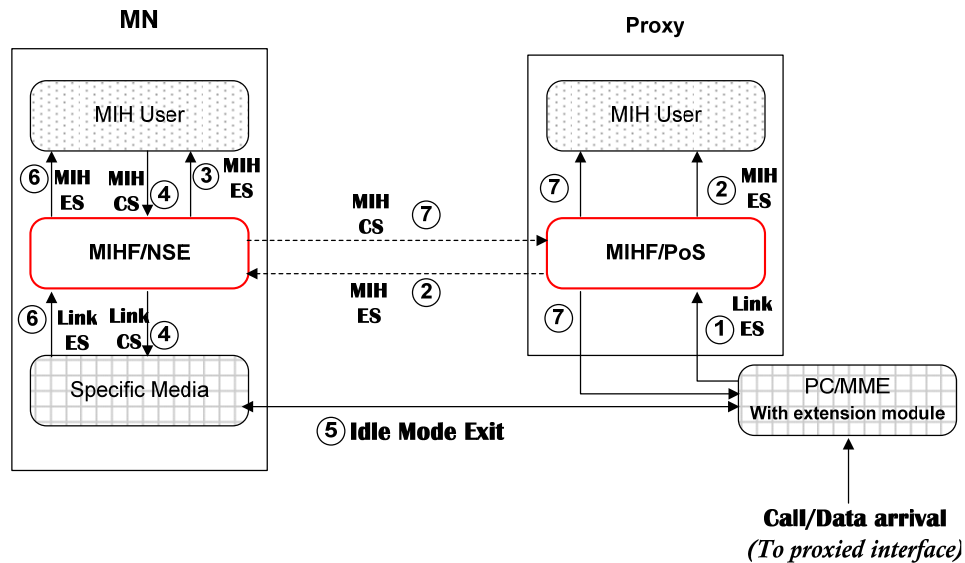 MN
Proxy
MIH User
MIH User
6
MIH
ES
MIH
CS
4
3
MIH
ES
MIH
CS
7
7
2
MIH
ES
MIHF/NSE
MIHF/PoS
MIH
ES
2
6
Link
ES
Link
CS
4
7
1
Link
ES
Specific Media
PC/MME
With extension module
5
Idle Mode Exit
Call/Data arrival
(To proxied interface)